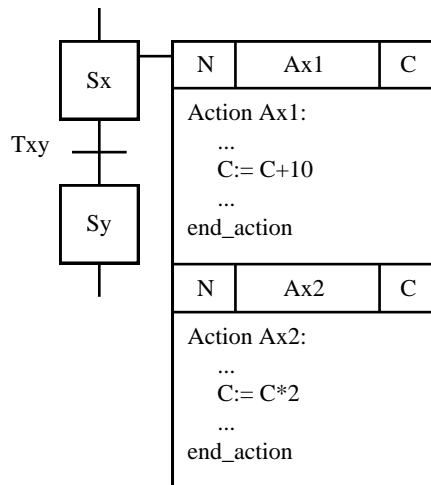 Sx
N Ax1 C
Action Ax1:
...
C:= C+10
...
end_action
Txy
Sy
N Ax2 C
Action Ax2:
...
C:= C*2
...
end_action